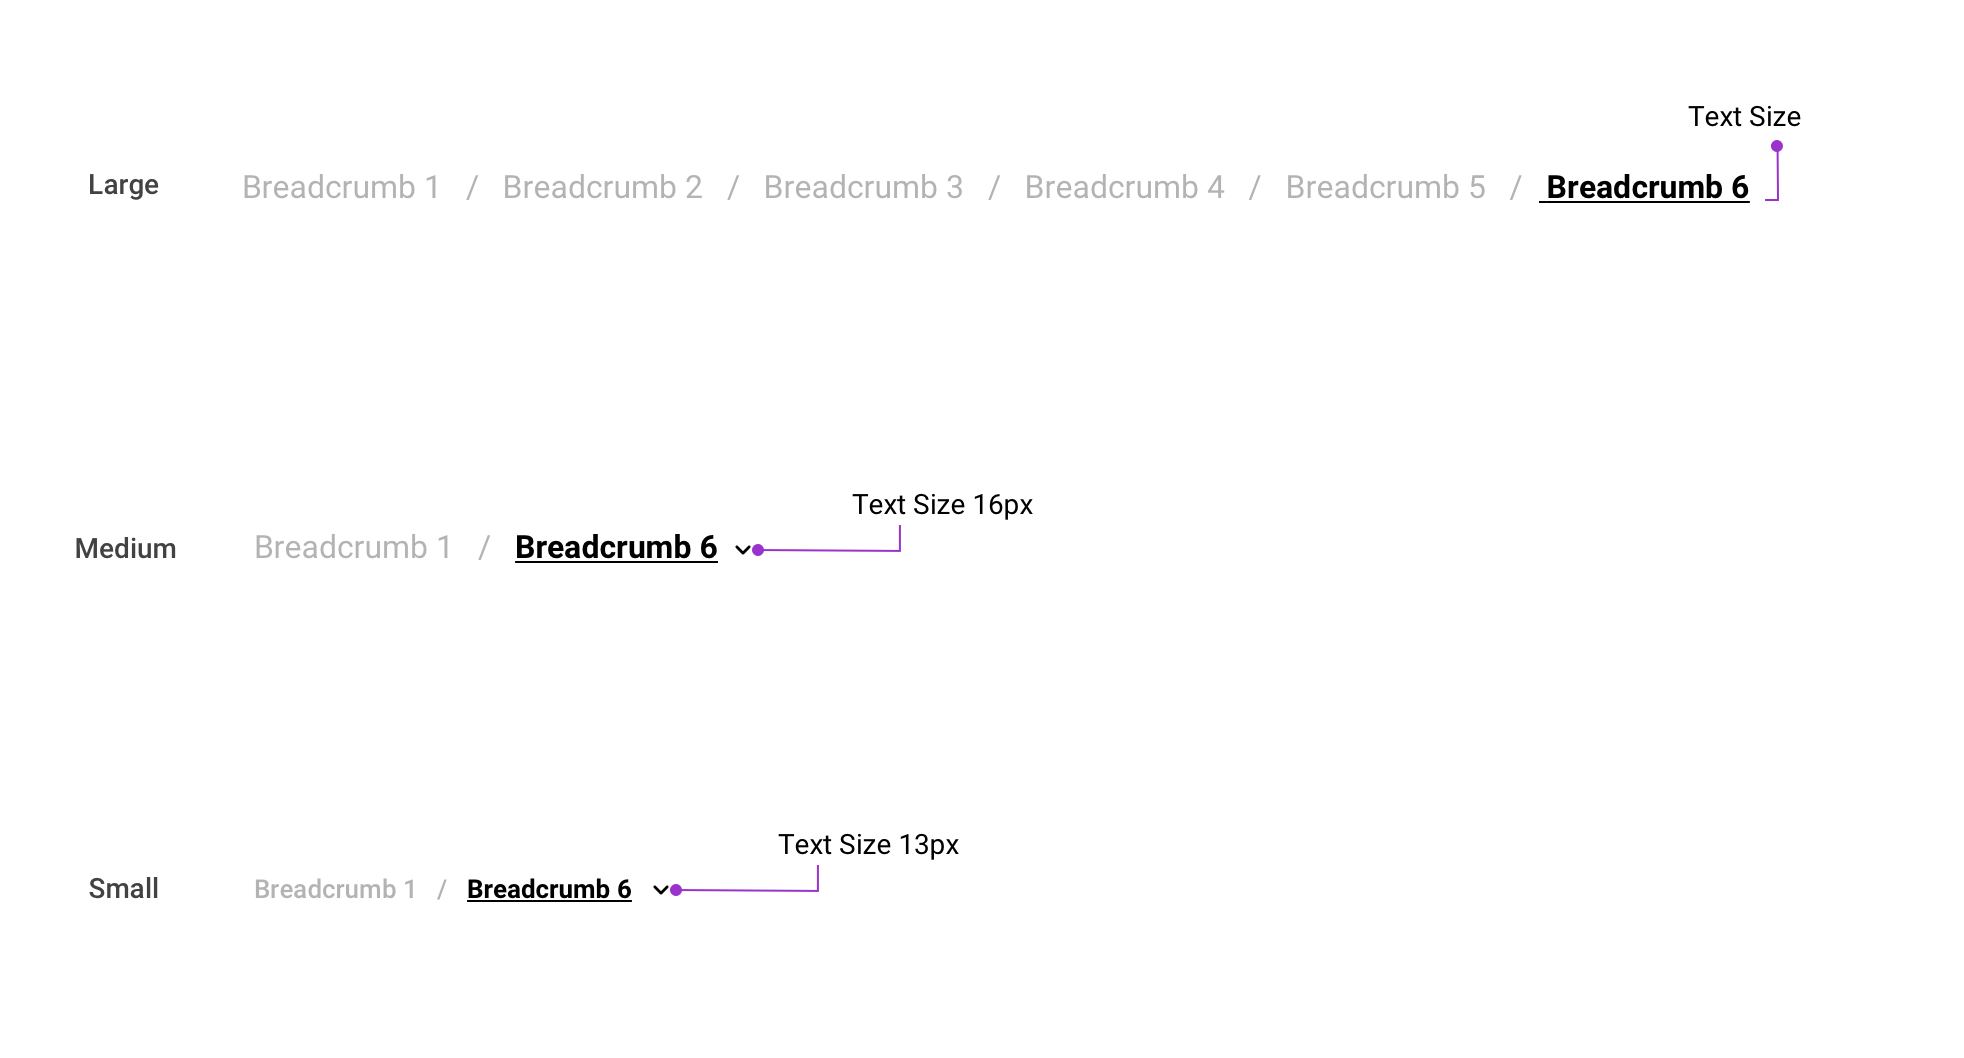 Text Size
Large Breadcrumb 1 / Breadcrumb 2 / Breadcrumb 3 / Breadcrumb 4 / Breadcrumb 5 / Breadcrumb 6
Text Size 16px
Medium Breadcrumb 1 / Breadcrumb 6
Text Size 13px
Small Breadcrumb 1 / Breadcrumb 6